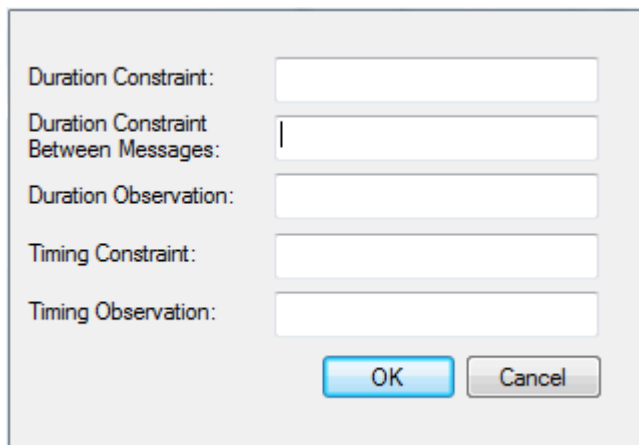 Duration Constraint:
Duration Constraint
Between Messages:
Duration Observation:
Timing Constraint:
Timing Observation:
OK Cancel